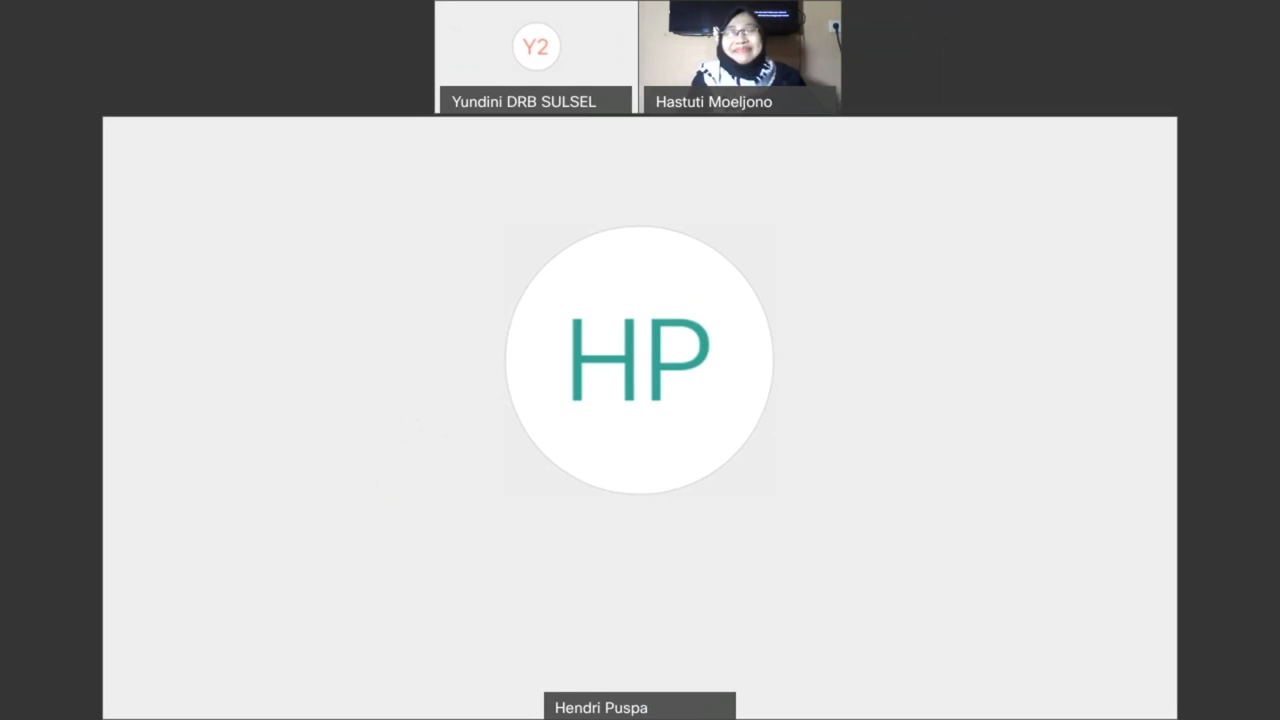 Y2
Yundini DRB SULSEL
Hastuti Moeljono
HP
Hendri Puspa